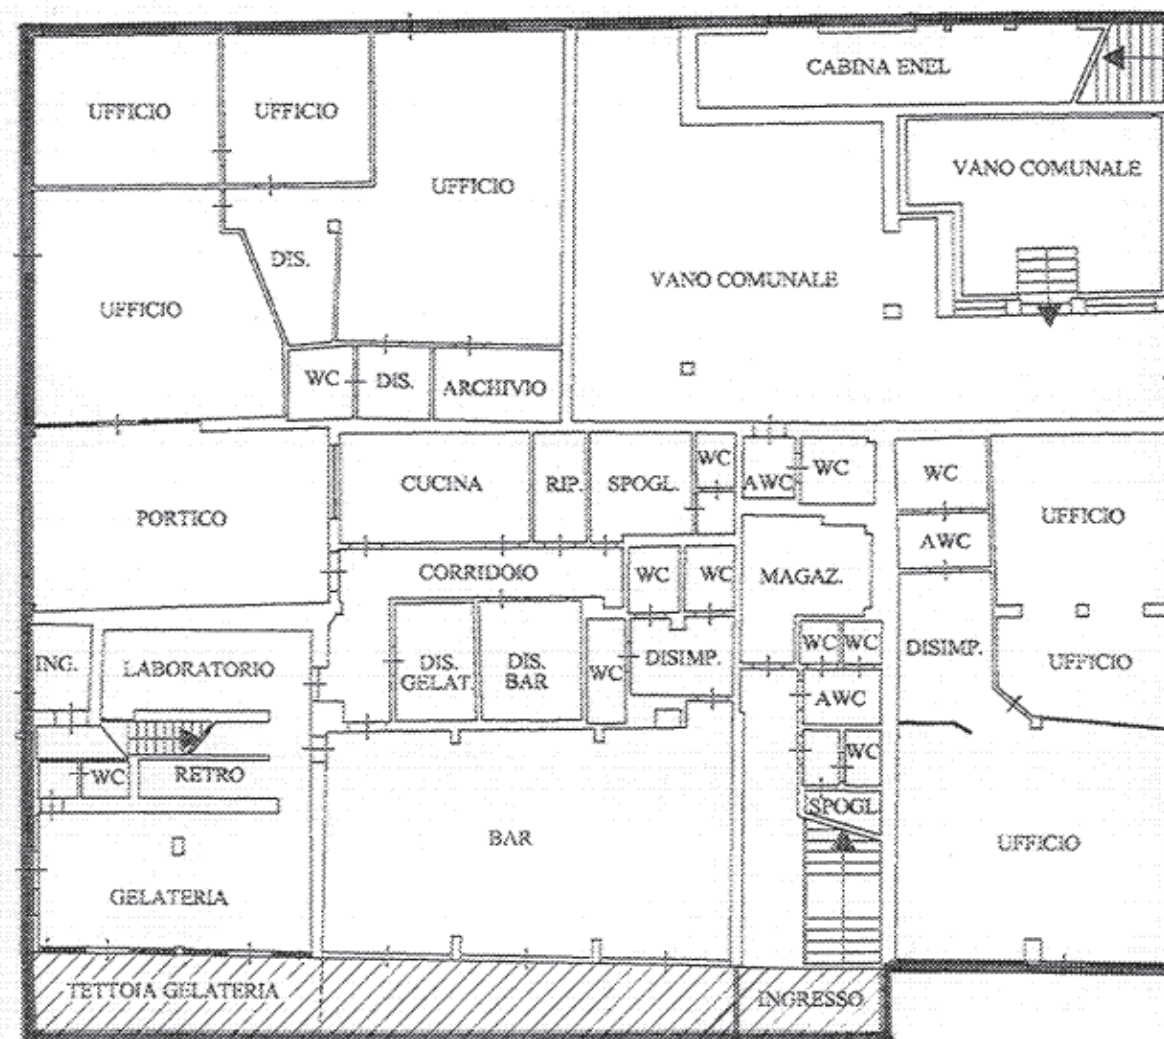 CABINA ENEL
UFFICIO
UFFICIO
VANO COMUNALE
UFFICIO
DIS.
VANO COMUNALE
UFFICIO
WC
DIS.
ARCHIVIO
WC
WC
WC
CUCINA
RIP.
SPOGL.
AWC
UFFICIO
PORTICO
AWC
CORRIDOIO
WC
WC
MAGAZ.
WC
WC
DISIMP.
ING.
LABORATORIO
DIS.
GELAT.
DIS.
BAR
WC
DISIMP.
UFFICIO
AWC
WC
WC
RETRO
SPOGL
BAR
UFFICIO
GELATERIA
TETTOIA GELATERIA
INGRESSO